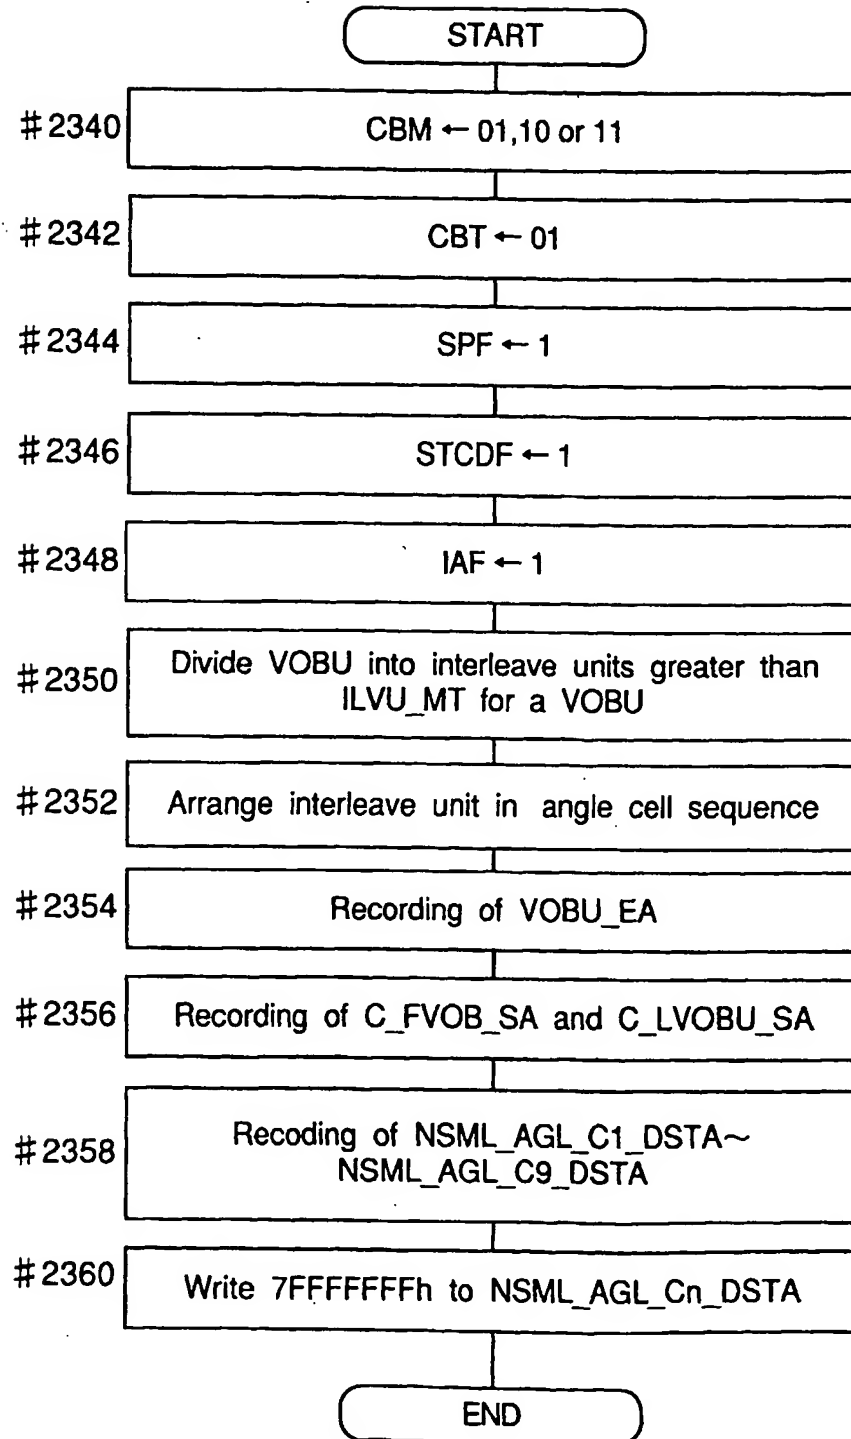 START
#2340 CBM ← 01,10 or 11
#2342 CBT ← 01
#2344 SPF ← 1
#2346 STCDF ← 1
#2348 IAF ← 1
#2350 Divide VOBU into interleave units greater than
ILVU_MT for a VOBU
#2352 Arrange interleave unit in angle cell sequence
#2354 Recording of VOBU_EA
#2356 Recording of C_FVOB_SA and C_LVOBU_SA
#2358 Recoding of NSML_AGL_C1_DSTA~
NSML_AGL_C9_DSTA
#2360 Write 7FFFFFFFh to NSML_AGL_Cn_DSTA
END